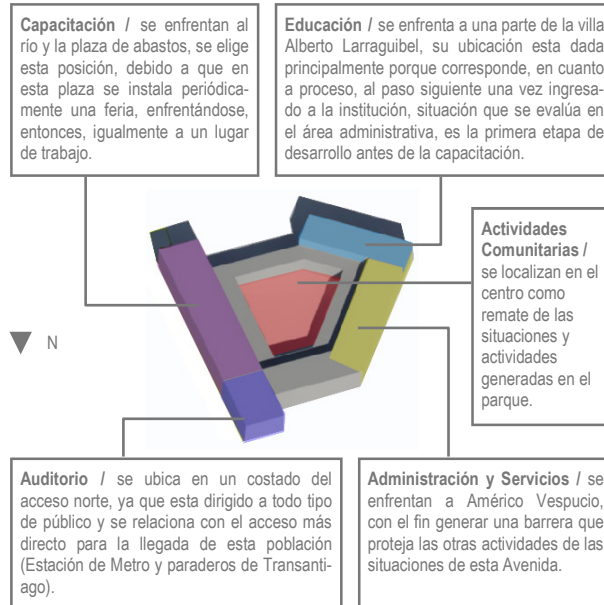 Capacitación / se enfrentan al
río y la plaza de abastos, se elige
esta posición, debido a que en
esta plaza se instala periódica-
mente una feria, enfrentándose,
entonces, igualmente a un lugar
de trabajo.
Educación / se enfrenta a una parte de la villa
Alberto Larraguibel, su ubicación esta dada
principalmente porque corresponde, en cuanto
a proceso, al paso siguiente una vez ingresa-
do a la institución, situación que se evalúa en
el área administrativa, es la primera etapa de
desarrollo antes de la capacitación.
Actividades
Comunitarias /
se localizan en el
centro como
remate de las
situaciones y
actividades
generadas en el
parque.
N
Auditorio / se ubica en un costado del
acceso norte, ya que esta dirigido a todo tipo
de público y se relaciona con el acceso más
directo para la llegada de esta población
(Estación de Metro y paraderos de Transanti-
ago).
Administración y Servicios / se
enfrentan a Américo Vespucio,
con el fin generar una barrera que
proteja las otras actividades de las
situaciones de esta Avenida.